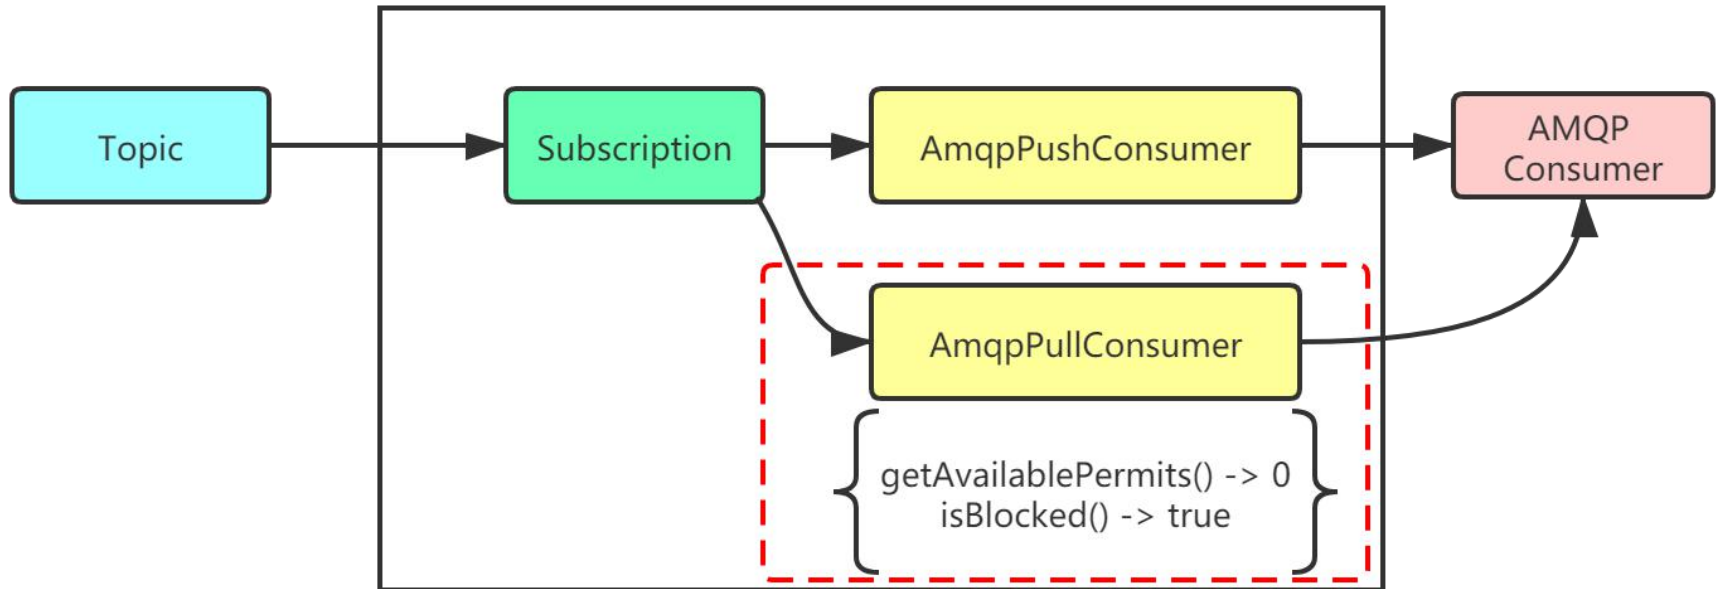 Topic
Subscription
AmqpPushConsumer
AMQP
Consumer
AmqpPullConsumer
getAvailablePermits() -> 0
isBlocked() -> true